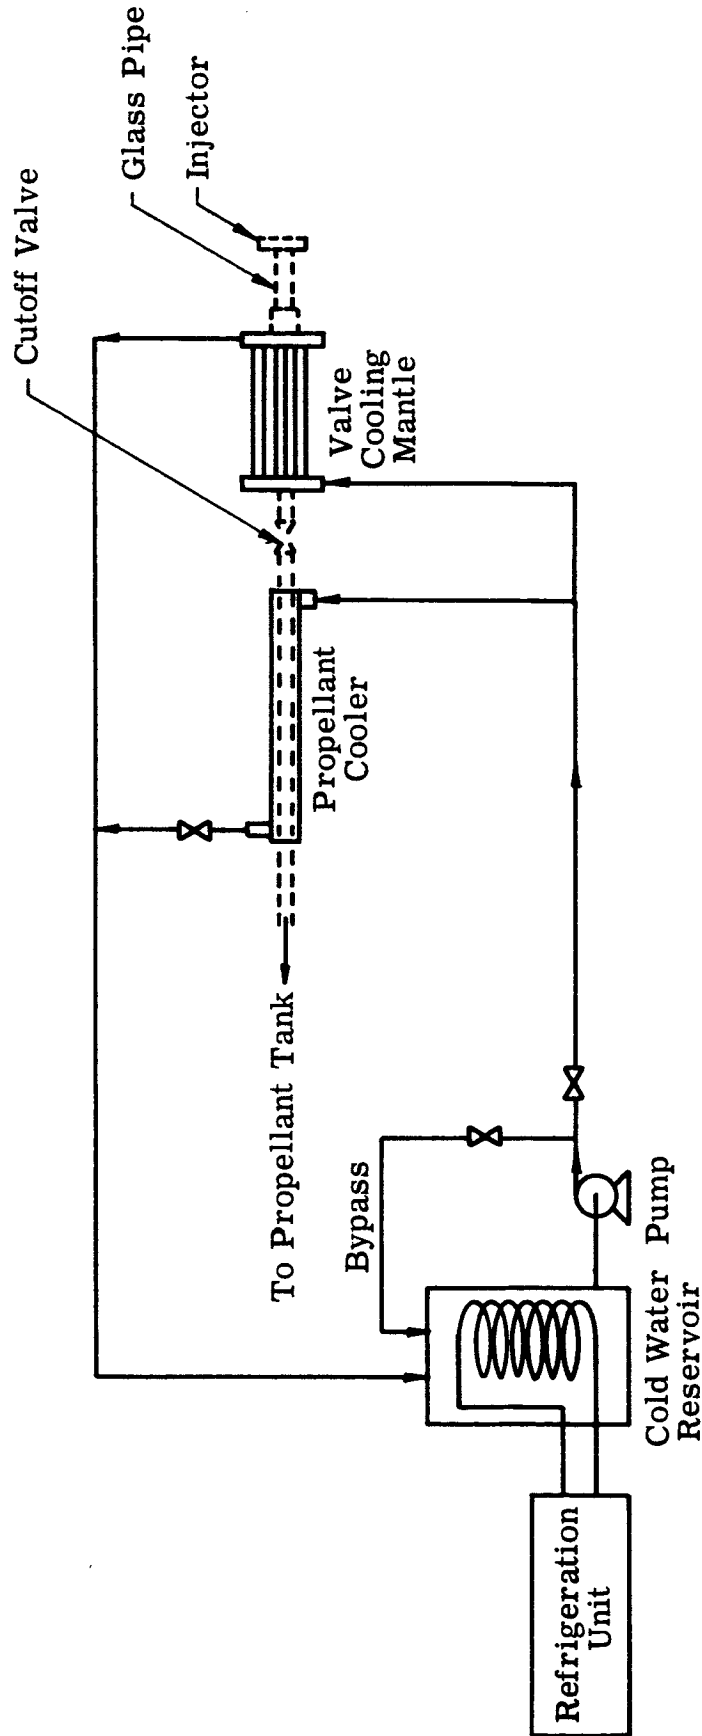 Cutoff Valve
Glass Pipe
Injector
Valve
Cooling
Mantle
Propellant
Cooler
To Propellant Tank
Bypass
Pump
Cold Water
Reservoir
Refrigeration
Unit